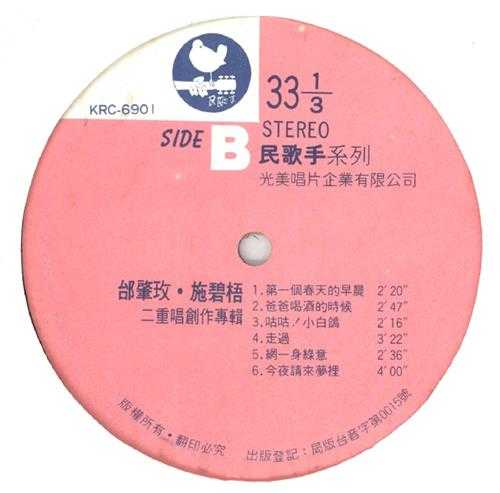 民歌手
KRC-6901
33 1/3
SIDE B
STEREO
民歌手系列
光美唱片企業有限公司
邰肇玫・施碧梧
二重唱創作專輯
1.第一個春天的早晨 2'20"
2.爸爸喝酒的時候 2'47"
3.咕咕!小白鴿 2'16"
4.走過 3'22"
5.網一身綠意 2'36"
6.今夜請來夢裡 4'00"
版權所有・翻印必究
出版登記:局版台音字第0015號